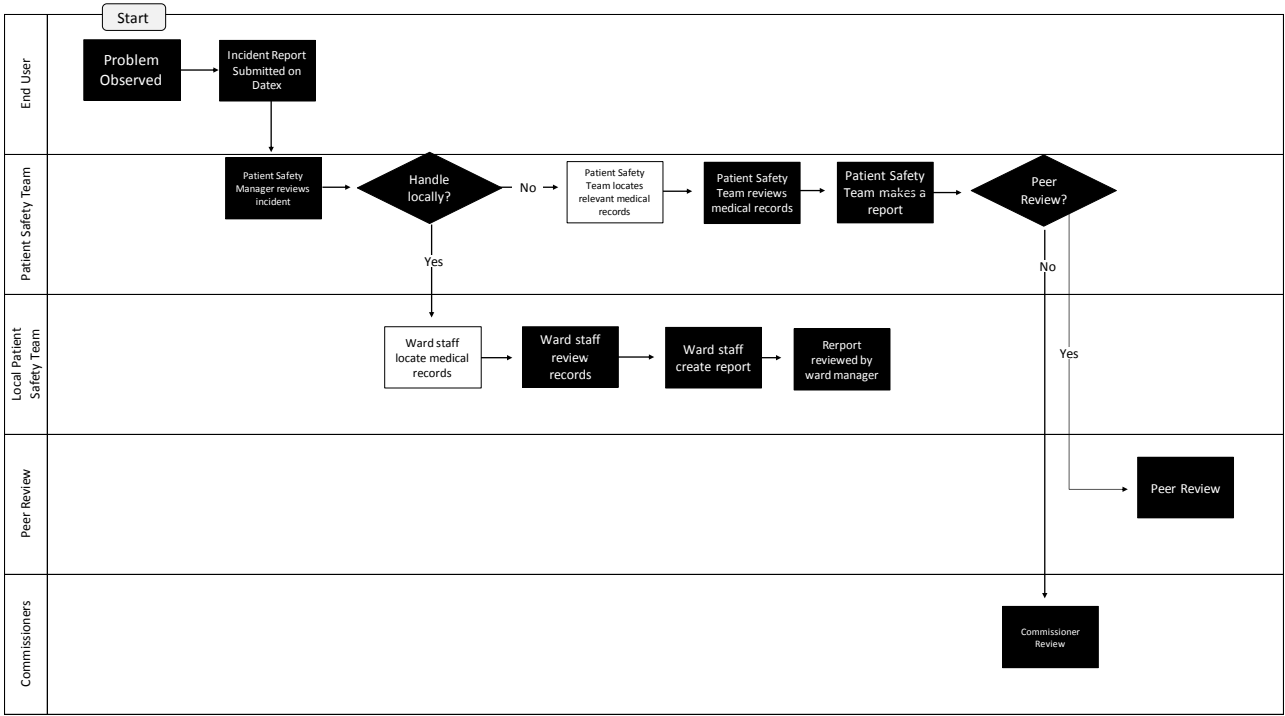 Start
End User
Problem
Observed
Incident Report
Submitted on
Datex
Patient Safety Team
Patient Safety
Manager reviews
incident
Handle
locally?
No
Patient Safety
Team locates
relevant medical
records
Patient Safety
Team reviews
medical records
Patient Safety
Team makes a
report
Peer
Review?
Yes
No
Local Patient
Safety Team
Ward staff
locate medical
records
Ward staff
review
records
Ward staff
create report
Rerport
reviewed by
ward manager
Yes
Peer Review
Peer Review
Commissioners
Commissioner
Review